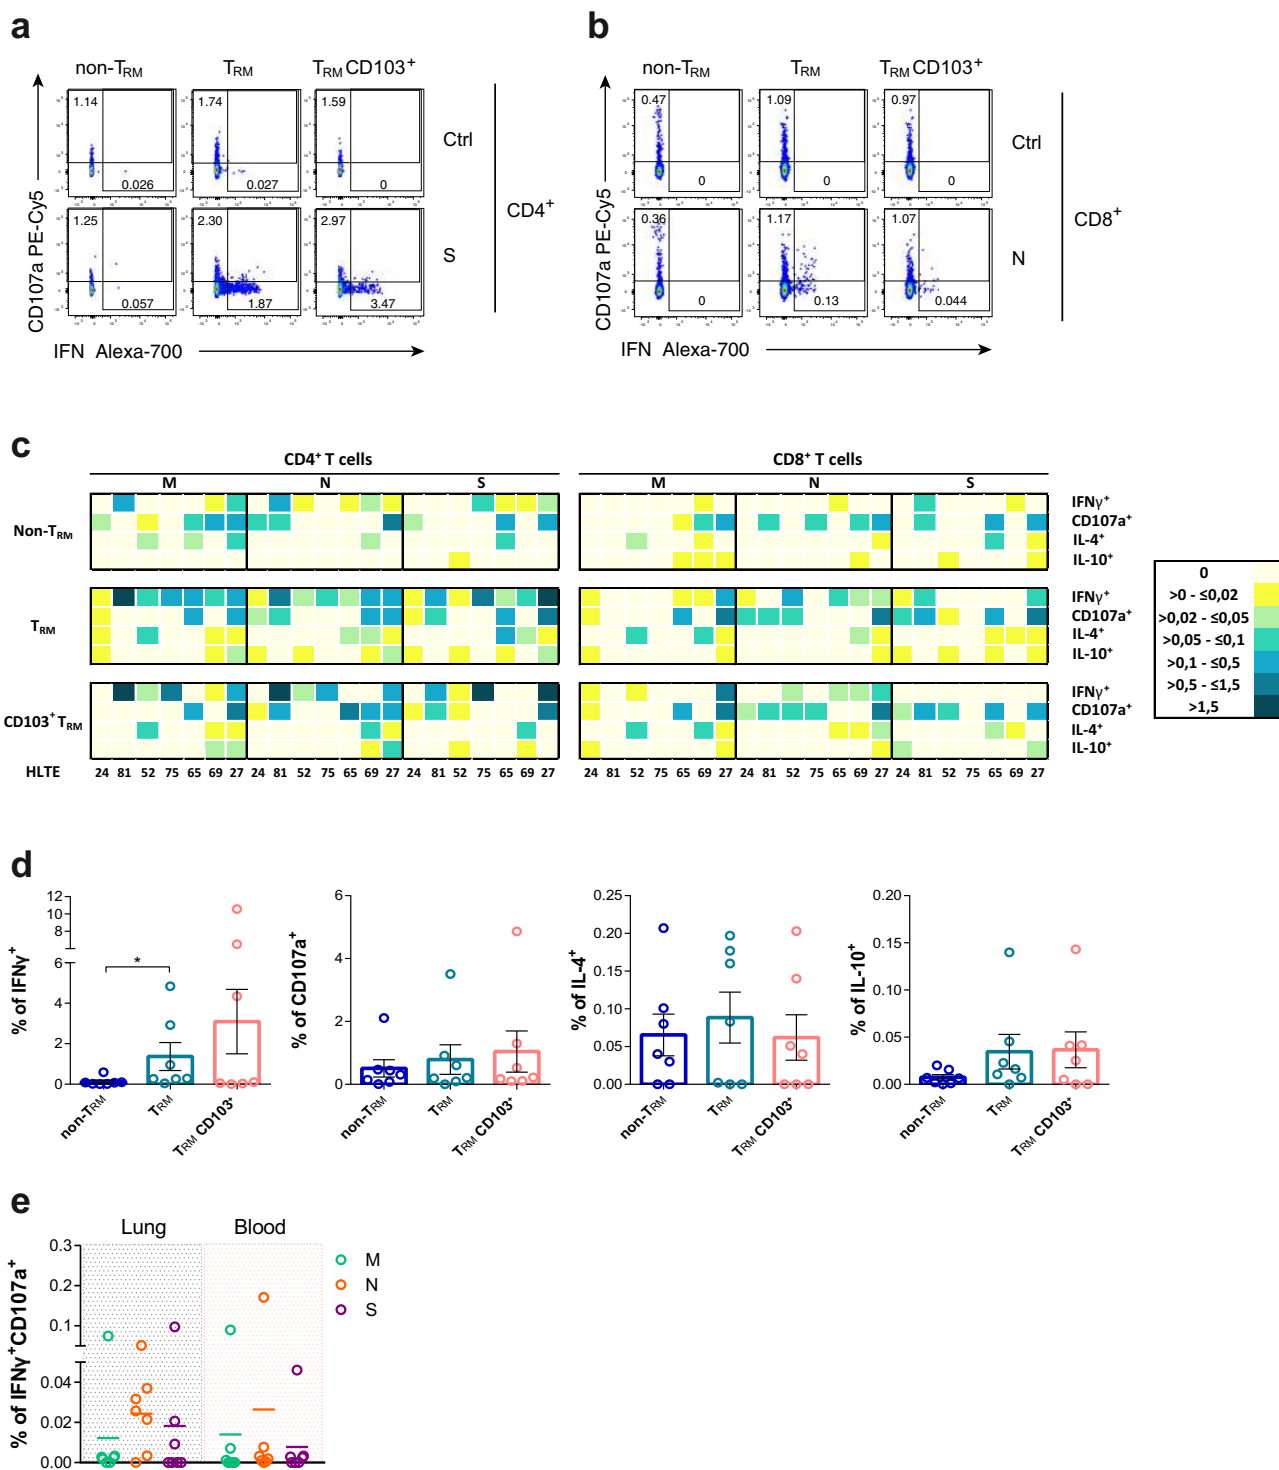 a
non-TRM TRM TRM CD103+
1.14 1.74 1.59
Ctrl
0.026 0.027 0
CD4+
1.25 2.30 2.97
S
0.057 1.87 3.47
CD107a PE-Cy5
IFN Alexa-700
b
non-TRM TRM TRM CD103+
0.47 1.09 0.97
Ctrl
0 0 0
CD8+
0.36 1.17 1.07
N
0 0.13 0.044
CD107a PE-Cy5
IFN Alexa-700
c
CD4+ T cells CD8+ T cells
M N S M N S
Non-TRM
IFNγ+
CD107a+
IL-4+
IL-10+
TRM
IFNγ+
CD107a+
IL-4+
IL-10+
CD103+TRM
IFNγ+
CD107a+
IL-4+
IL-10+
HLTE 24 81 52 75 65 69 27 24 81 52 75 65 69 27 24 81 52 75 65 69 27 24 81 52 75 65 69 27 24 81 52 75 65 69 27 24 81 52 75 65 69 27
0
>0 - ≤0,02
>0,02 - ≤0,05
>0,05 - ≤0,1
>0,1 - ≤0,5
>0,5 - ≤1,5
>1,5
d
% of IFNγ+
12
10
8
6
4
2
0
*
non-TRM TRM TRM CD103+
% of CD107a+
6
4
2
0
non-TRM TRM TRM CD103+
% of IL-4+
0.25
0.20
0.15
0.10
0.05
0.00
non-TRM TRM TRM CD103+
% of IL-10+
0.20
0.15
0.10
0.05
0.00
non-TRM TRM TRM CD103+
e
Lung Blood
% of IFNγ+CD107a+
0.3
0.2
0.1
0.04
0.02
0.00
M
N
S